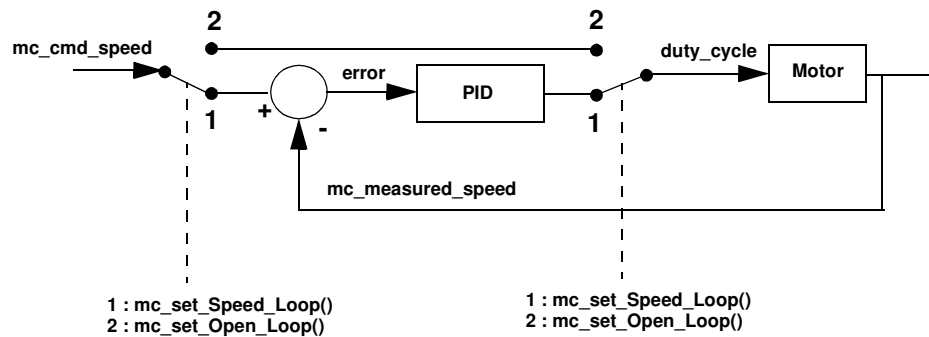 2
2
mc_cmd_speed
duty_cycle
error
Motor
PID
1
+
-
1
mc_measured_speed
1 : mc_set_Speed_Loop()
2 : mc_set_Open_Loop()
1 : mc_set_Speed_Loop()
2 : mc_set_Open_Loop()